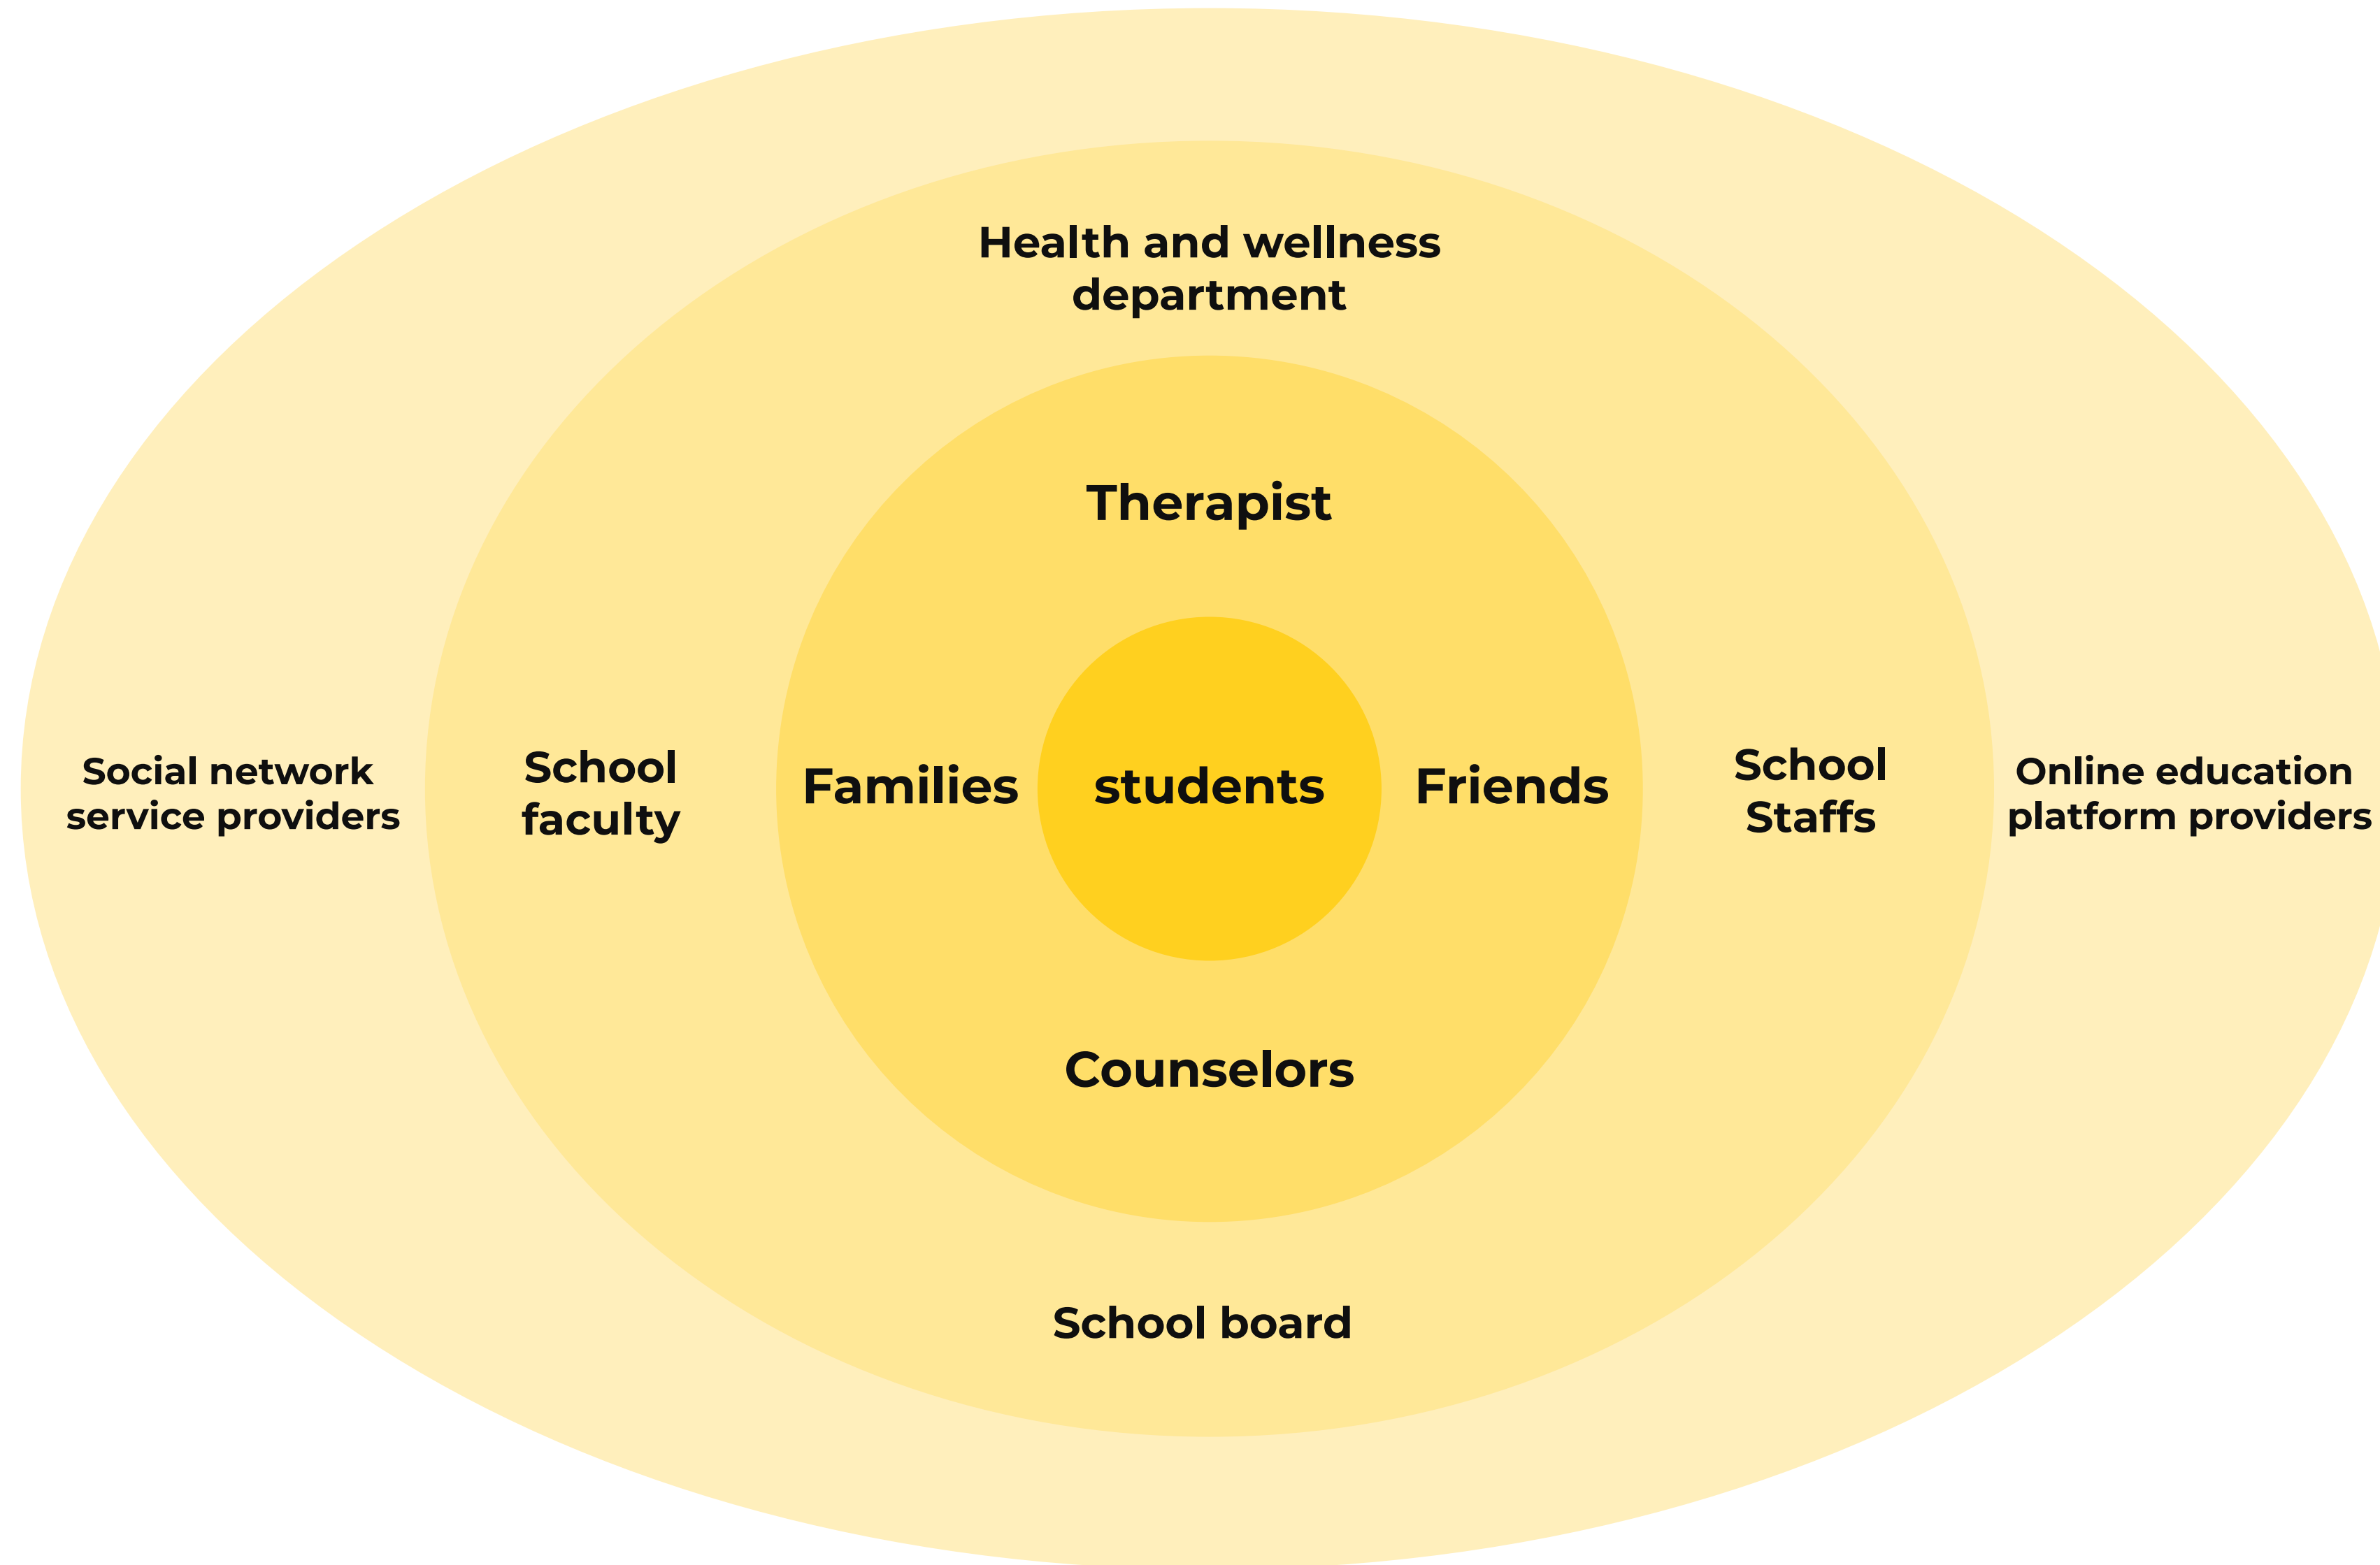 Health and wellness
department
Therapist
Social network
service providers
School
faculty
Families
students
Friends
School
Staffs
Online education
platform providers
Counselors
School board